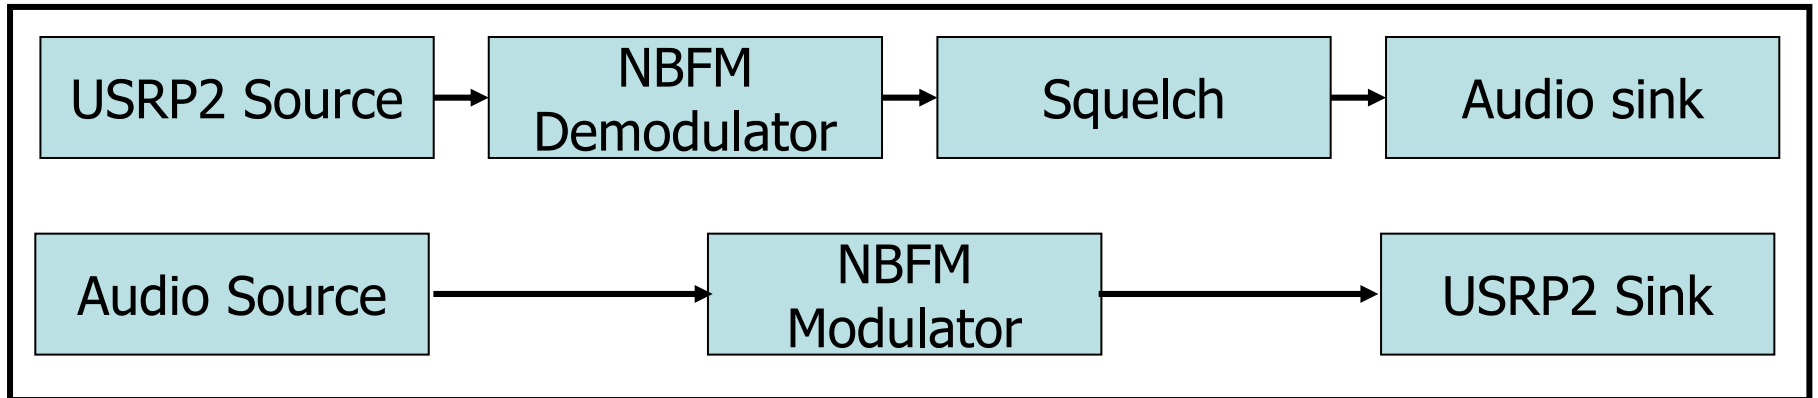 USRP2 Source
NBFM
Demodulator
Squelch
Audio sink
Audio Source
NBFM
Modulator
USRP2 Sink